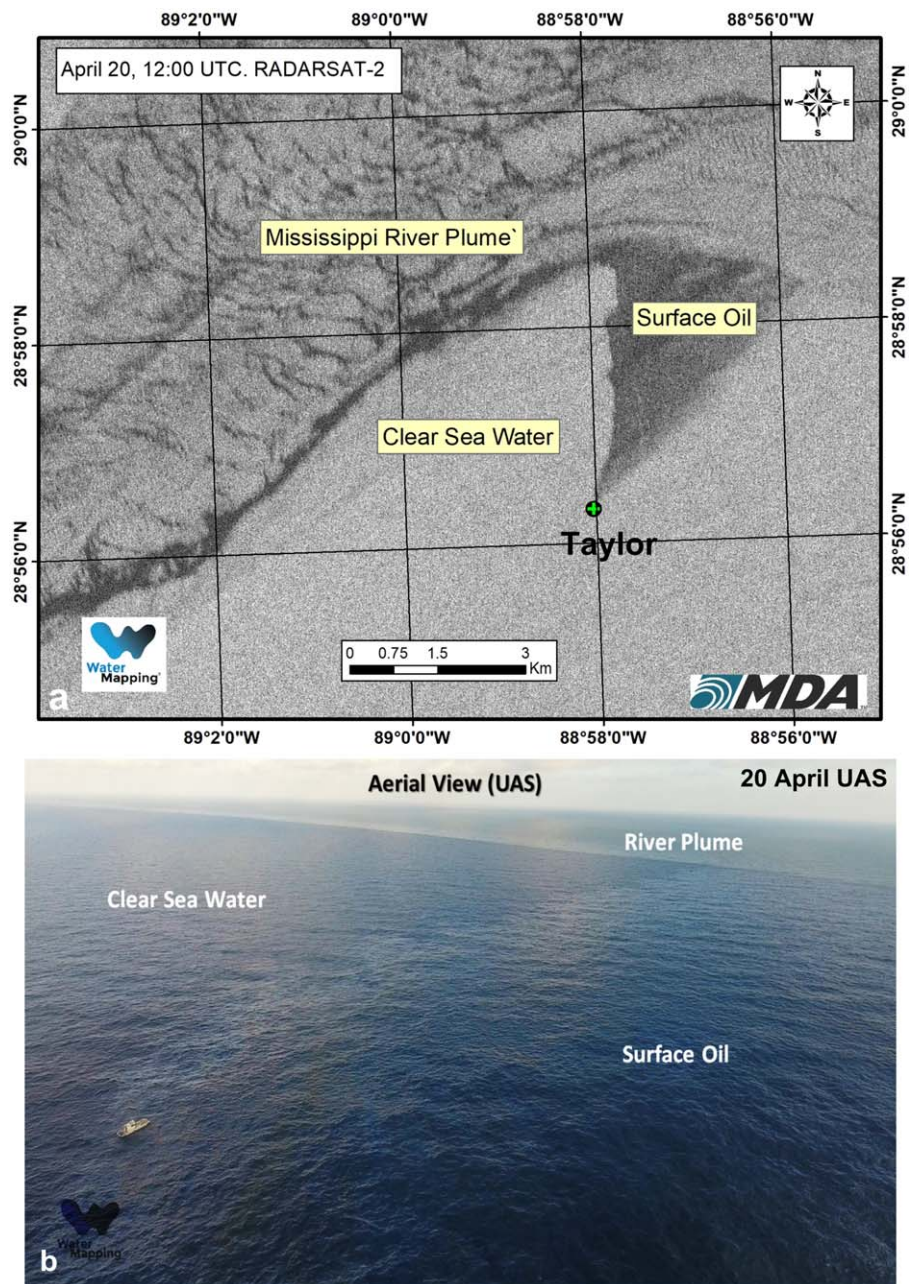 89°2'0"W 89°0'0"W 88°58'0"W 88°56'0"W
April 20, 12:00 UTC. RADARSAT-2
N
W E
S
29°0'0"N 29°0'0"N
Mississippi River Plume`
Surface Oil
28°58'0"N 28°58'0"N
Clear Sea Water
Taylor
28°56'0"N 28°56'0"N
0 0.75 1.5 3
Km
Water
Mapping
a
MDA
89°2'0"W 89°0'0"W 88°58'0"W 88°56'0"W
Aerial View (UAS)
20 April UAS
River Plume
Clear Sea Water
Surface Oil
Water
Mapping
b